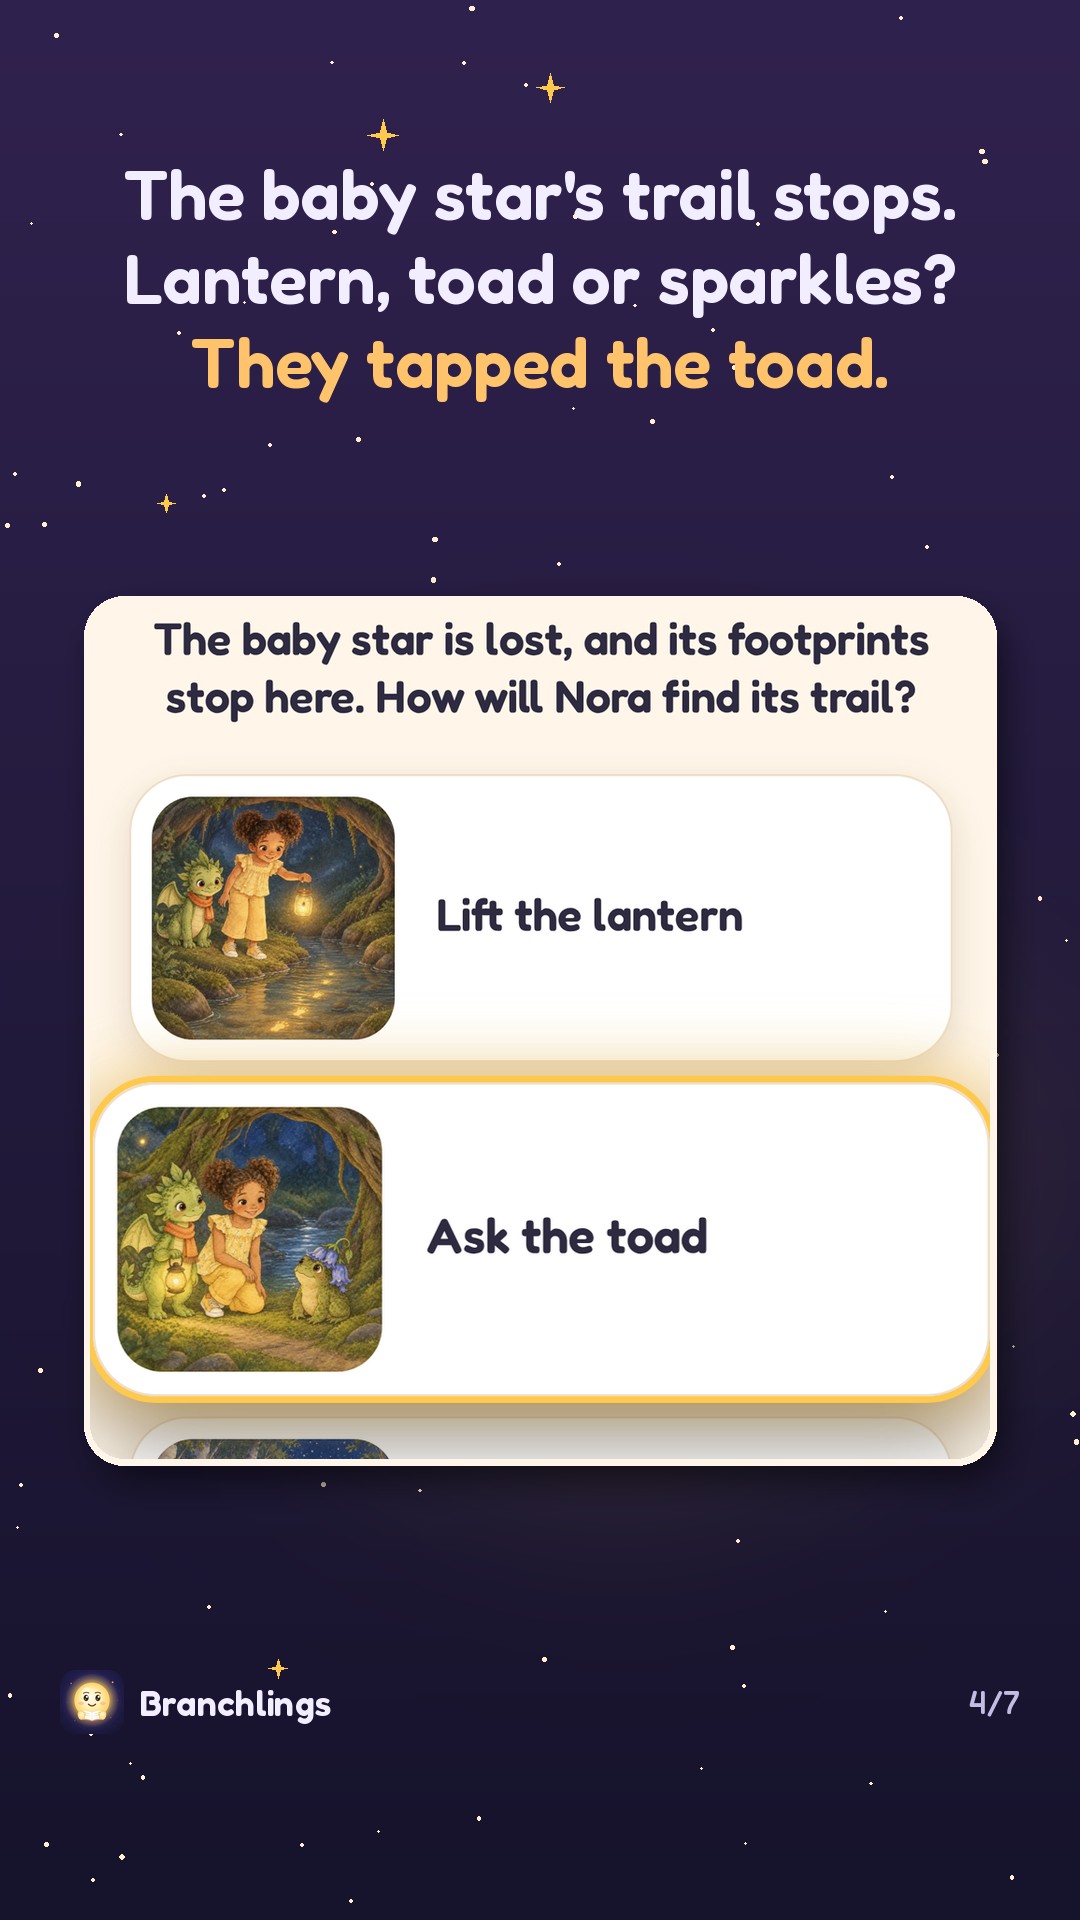 The baby star's trail stops.
Lantern, toad or sparkles?
They tapped the toad.
The baby star is lost, and its footprints
stop here. How will Nora find its trail?
Lift the lantern
Ask the toad
Branchlings
4/7